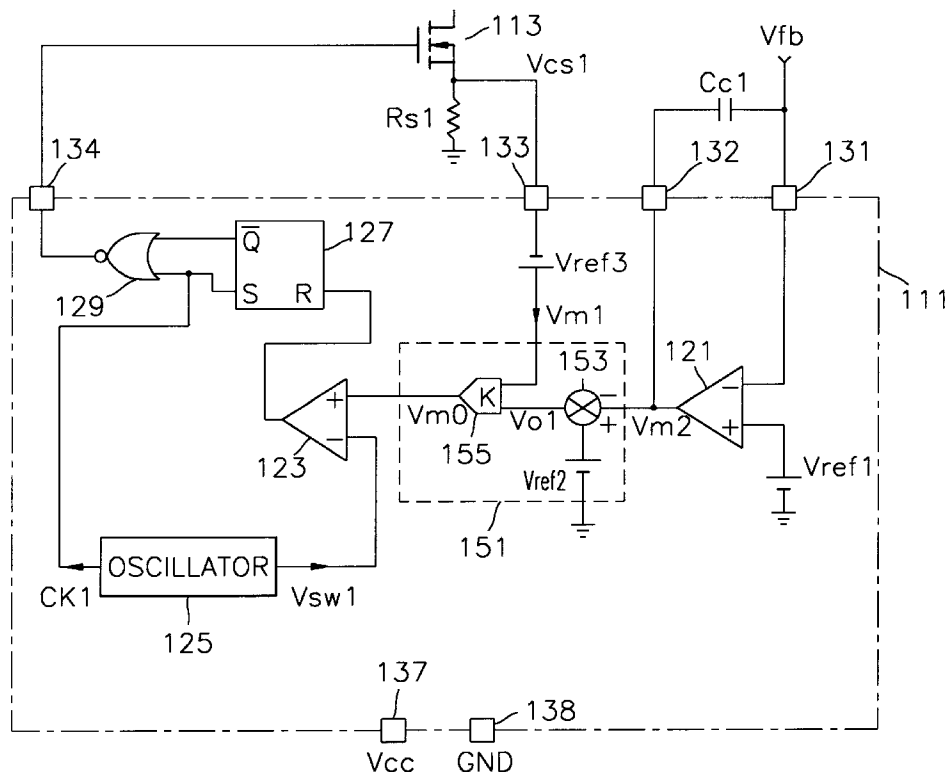 113
Vfb
Vcs1
Cc1
Rs1
134
133
132
131
Q
127
S
R
129
Vref3
Vm1
111
153
121
K
−
+
−
+
Vm0
Vo1
Vm2
155
+
−
123
Vref2
Vref1
151
OSCILLATOR
CK1
Vsw1
125
137
138
Vcc
GND